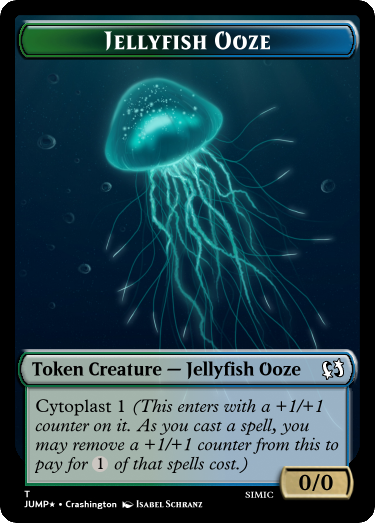 Jellyfish Ooze
Token Creature — Jellyfish Ooze
Cytoplast 1 (This enters with a +1/+1
counter on it. As you cast a spell, you
may remove a +1/+1 counter from this to
pay for 1 of that spells cost.)
0/0
T
SIMIC
JUMP★ • Crashington Isabel Schranz